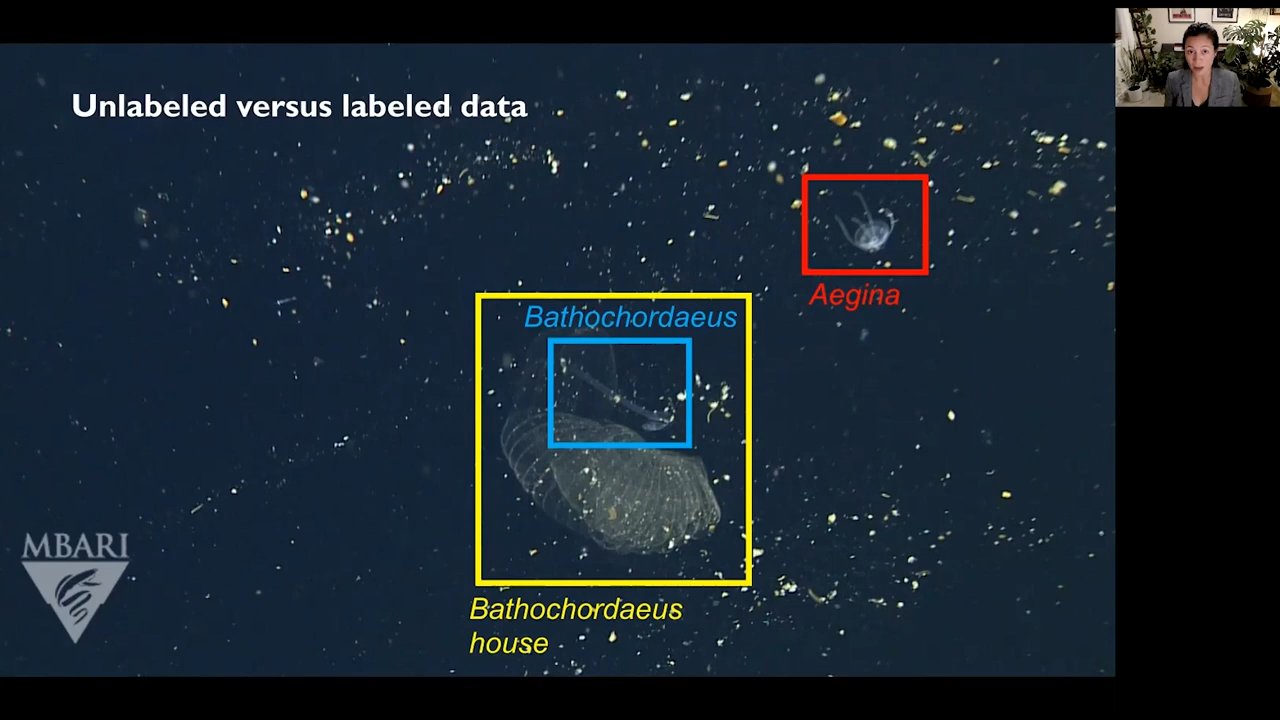 Unlabeled versus labeled data
Aegina
Bathochordaeus
MBARI
Bathochordaeus
house